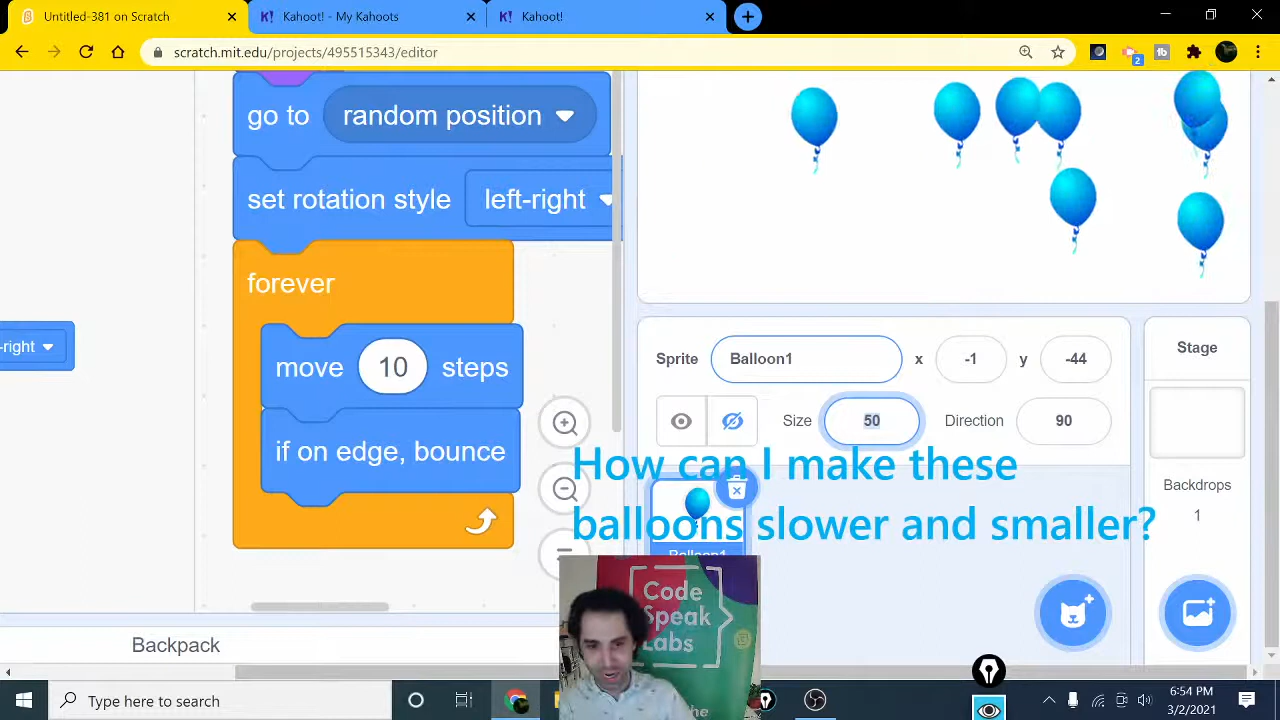 Untitled-381 on Scratch
Kahoot! - My Kahoots
Kahoot!
scratch.mit.edu/projects/495515343/editor
2
go to random position
set rotation style left-right
forever
move 10 steps
if on edge, bounce
-right
Sprite Balloon1 x -1 y -44
Size 50 Direction 90
Stage
Backdrops
1
How can I make these
balloons slower and smaller?
Balloon1
Code
Speak
Labs
Backpack
Type here to search
6:54 PM
3/2/2021